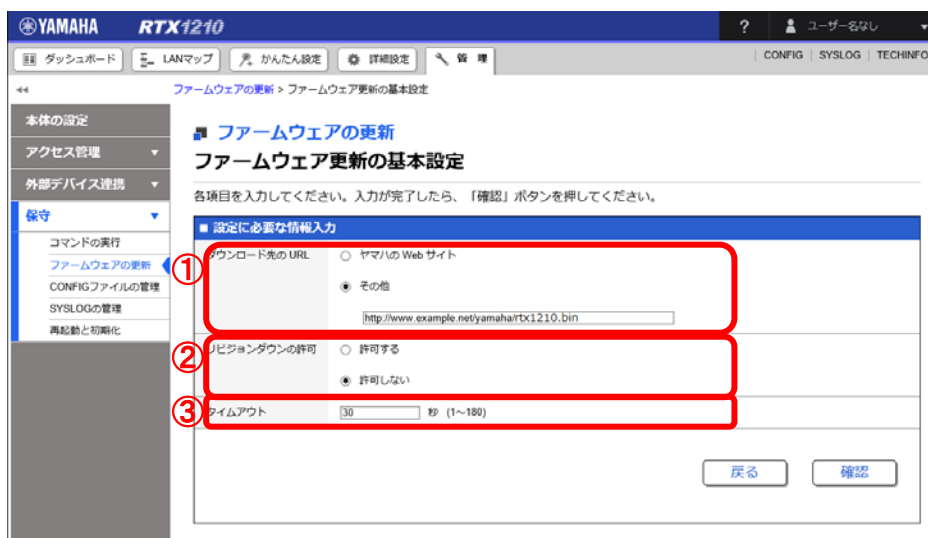 YAMAHA RTX1210 ? ユーザー名なし
ダッシュボード LANマップ かんたん設定 詳細設定 管理 CONFIG SYSLOG TECHINFO
ファームウェアの更新 > ファームウェア更新の基本設定
本体の設定
アクセス管理
外部デバイス連携
保守
コマンドの実行
ファームウェアの更新
CONFIGファイルの管理
SYSLOGの管理
再起動と初期化
ファームウェアの更新
ファームウェア更新の基本設定
各項目を入力してください。入力が完了したら、「確認」ボタンを押してください。
■ 設定に必要な情報入力
①
ダウンロード先の URL ヤマハの Web サイト
その他
http://www.example.net/yamaha/rtx1210.bin
②
リビジョンダウンの許可 許可する
許可しない
③
タイムアウト 30 秒 (1~180)
戻る 確認